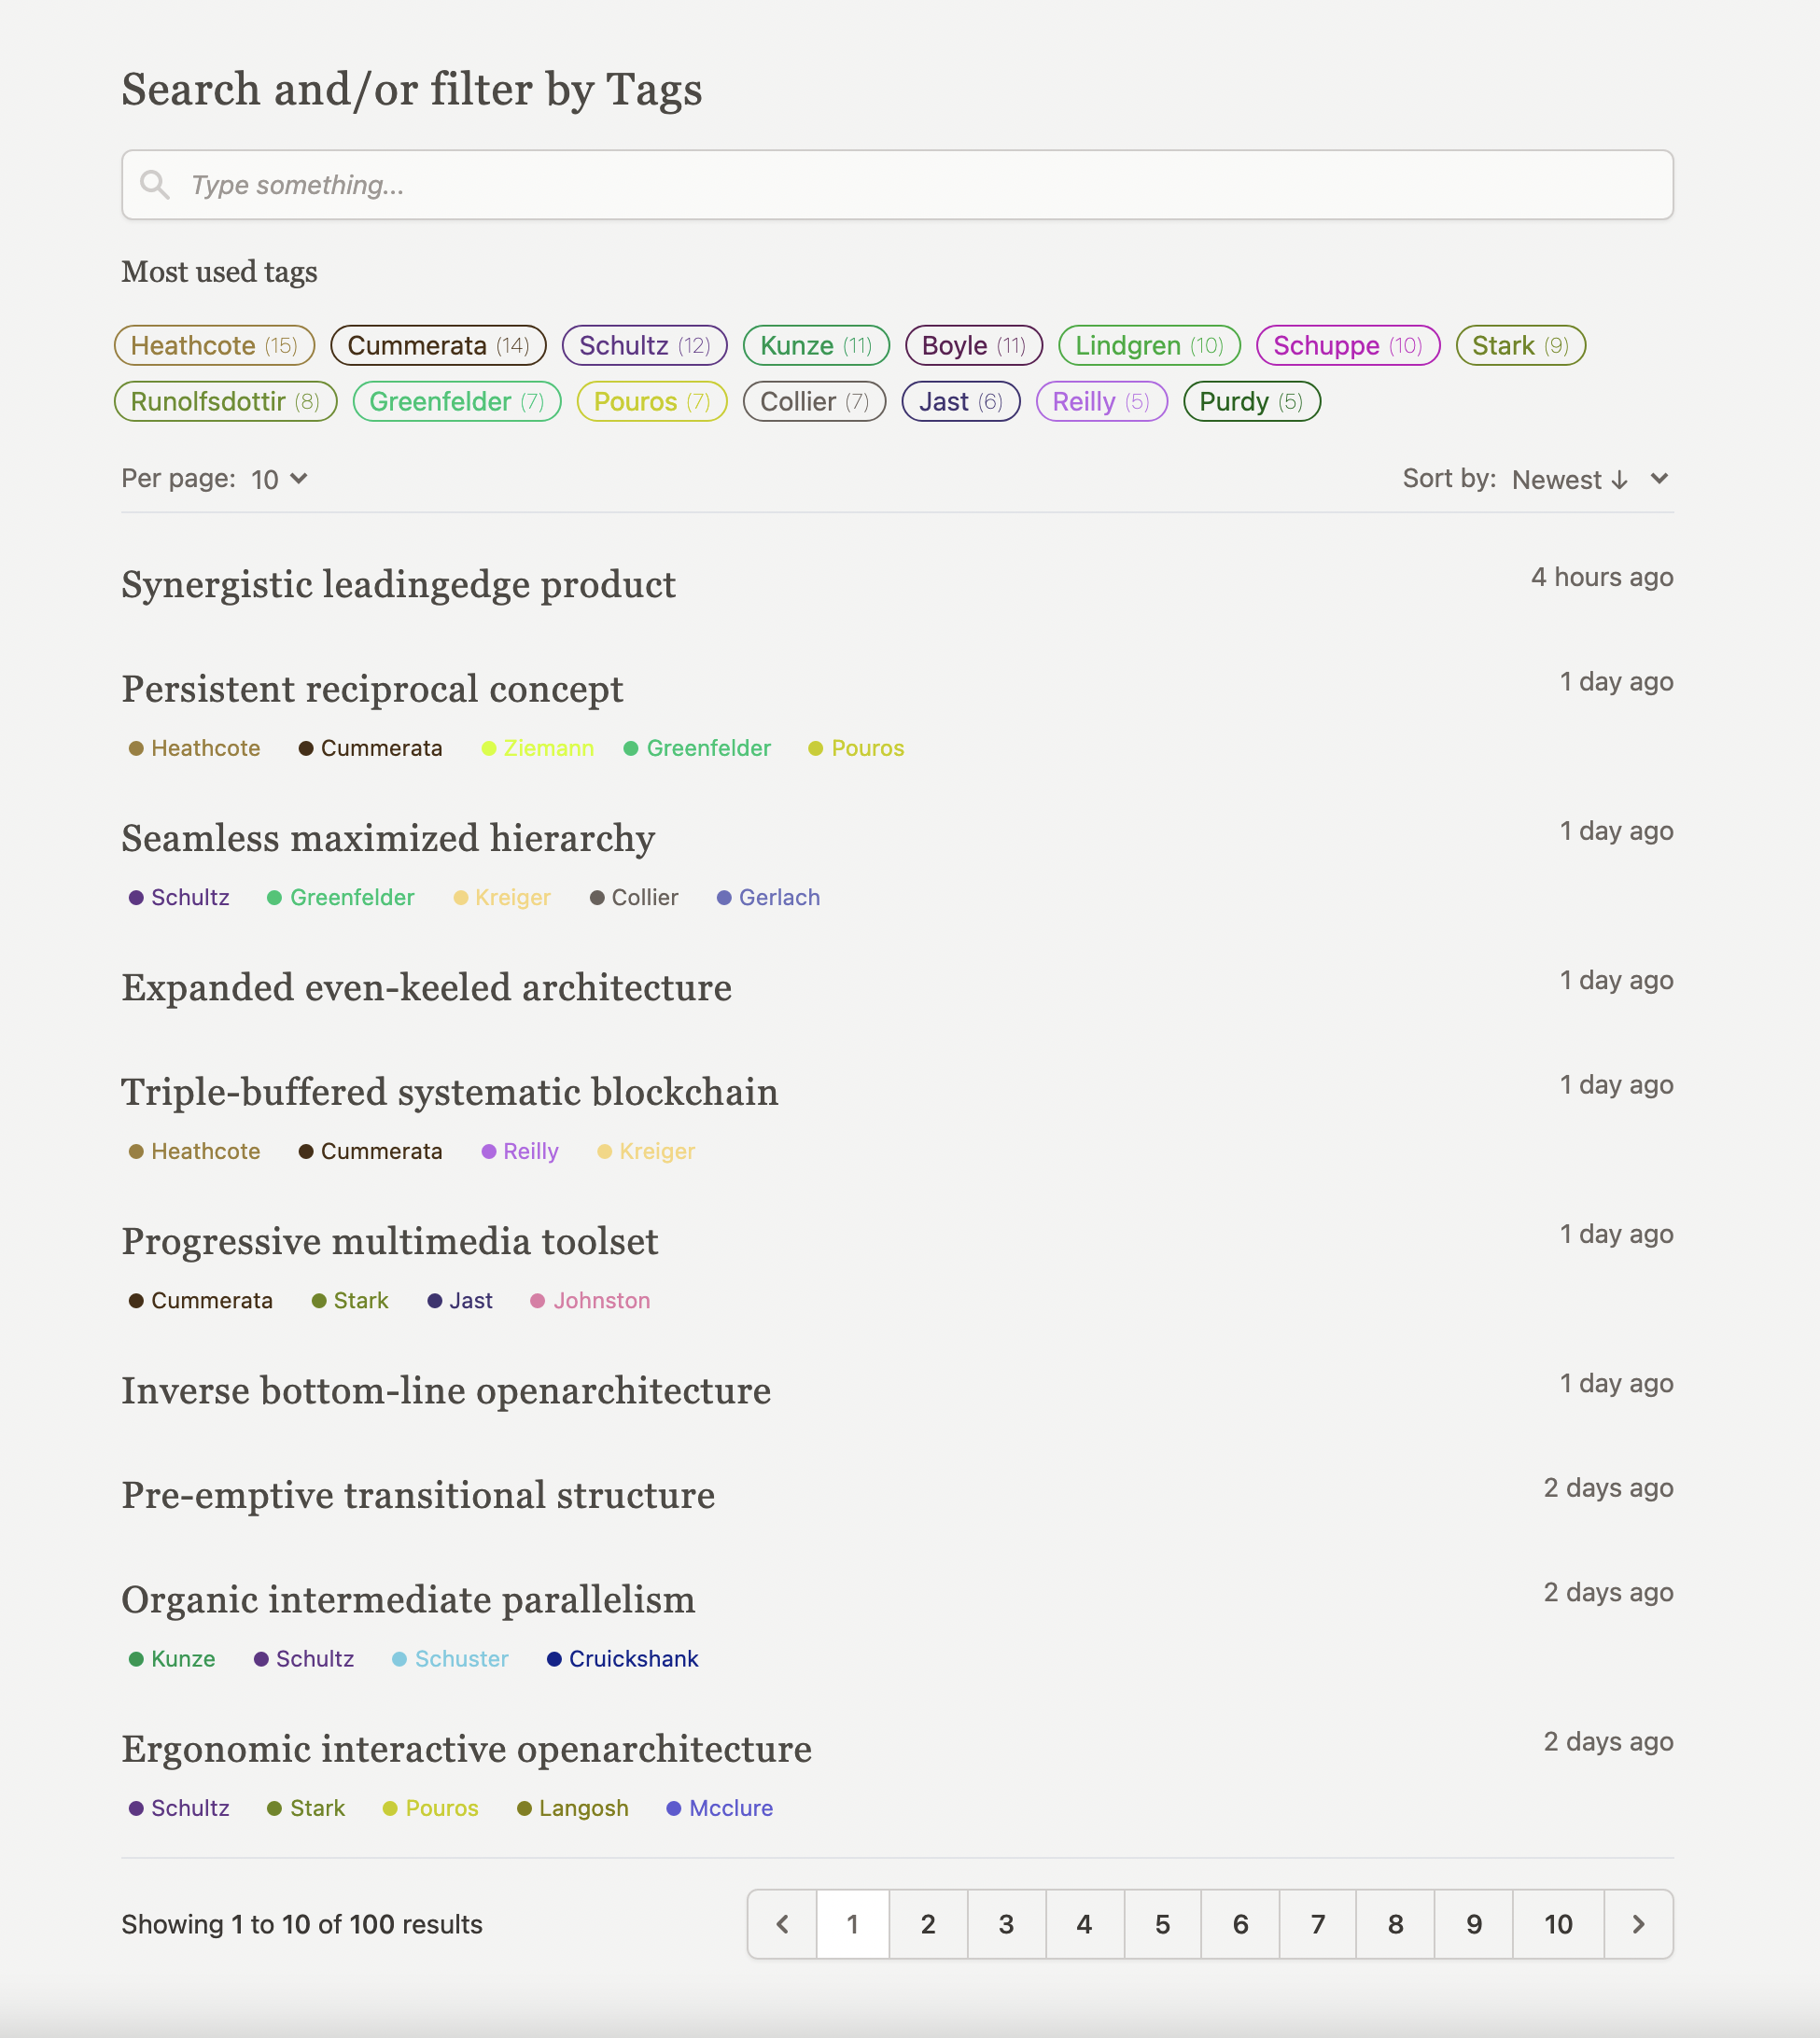 Search and/or filter by Tags
Type something...
Most used tags
Heathcote (15) Cummerata (14) Schultz (12) Kunze (11) Boyle (11) Lindgren (10) Schuppe (10) Stark (9)
Runolfsdottir (8) Greenfelder (7) Pouros (7) Collier (7) Jast (6) Reilly (5) Purdy (5)
Per page: 10 Sort by: Newest ↓
Synergistic leadingedge product 4 hours ago
Persistent reciprocal concept 1 day ago
Heathcote Cummerata Ziemann Greenfelder Pouros
Seamless maximized hierarchy 1 day ago
Schultz Greenfelder Kreiger Collier Gerlach
Expanded even-keeled architecture 1 day ago
Triple-buffered systematic blockchain 1 day ago
Heathcote Cummerata Reilly Kreiger
Progressive multimedia toolset 1 day ago
Cummerata Stark Jast Johnston
Inverse bottom-line openarchitecture 1 day ago
Pre-emptive transitional structure 2 days ago
Organic intermediate parallelism 2 days ago
Kunze Schultz Schuster Cruickshank
Ergonomic interactive openarchitecture 2 days ago
Schultz Stark Pouros Langosh Mcclure
Showing 1 to 10 of 100 results 1 2 3 4 5 6 7 8 9 10